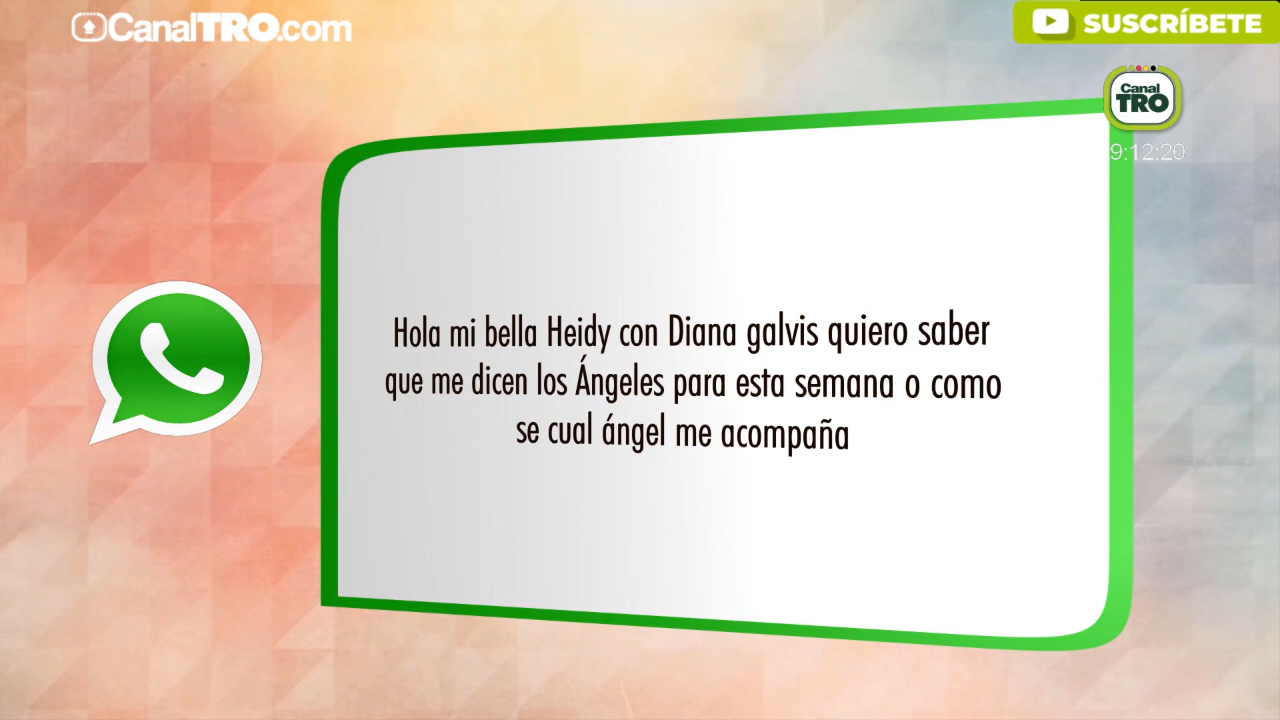 CanalTRO.com
SUSCRÍBETE
Canal
TRO
9:12:20
Hola mi bella Heidy con Diana galvis quiero saber
que me dicen los Ángeles para esta semana o como
se cual ángel me acompaña